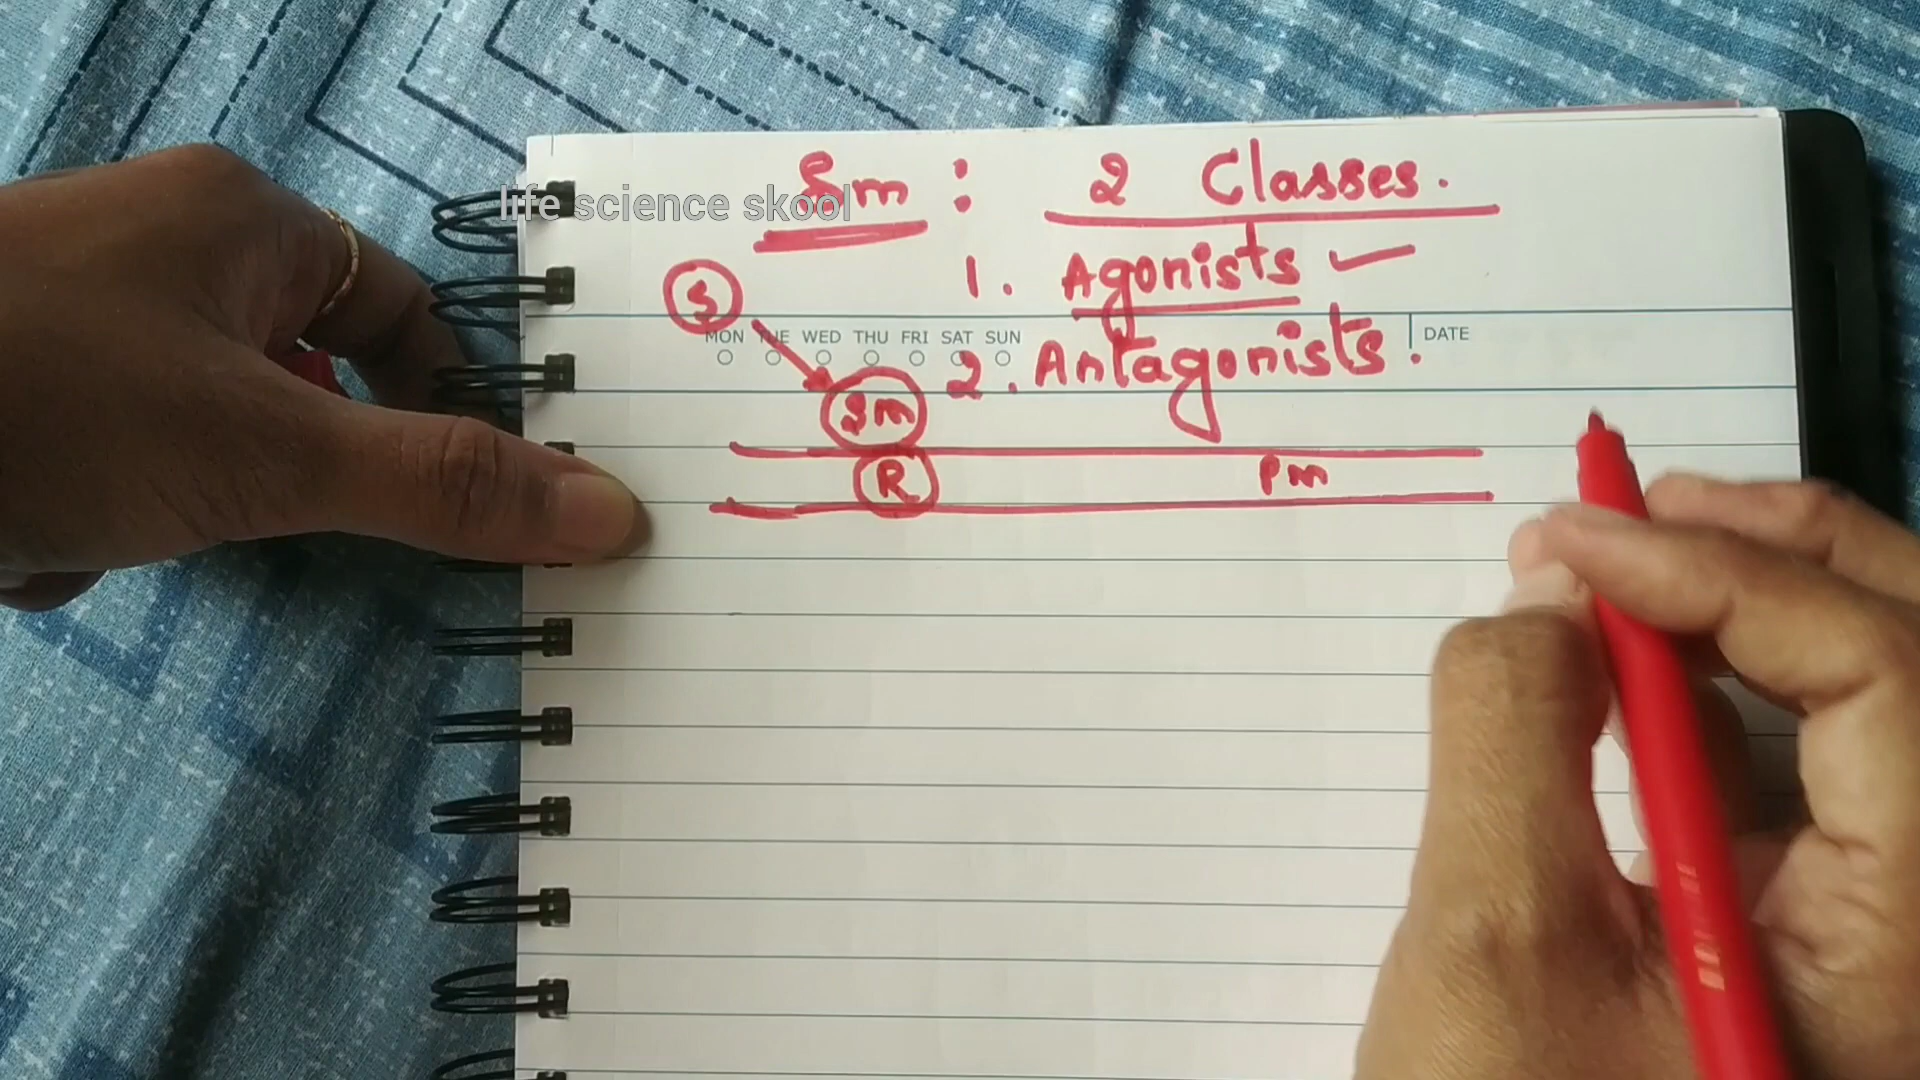 Sm : 2 Classes.
life science skool
1. Agonists
S
MON TUE WED THU FRI SAT SUN
DATE
2. Antagonists.
Sm
R
Pm